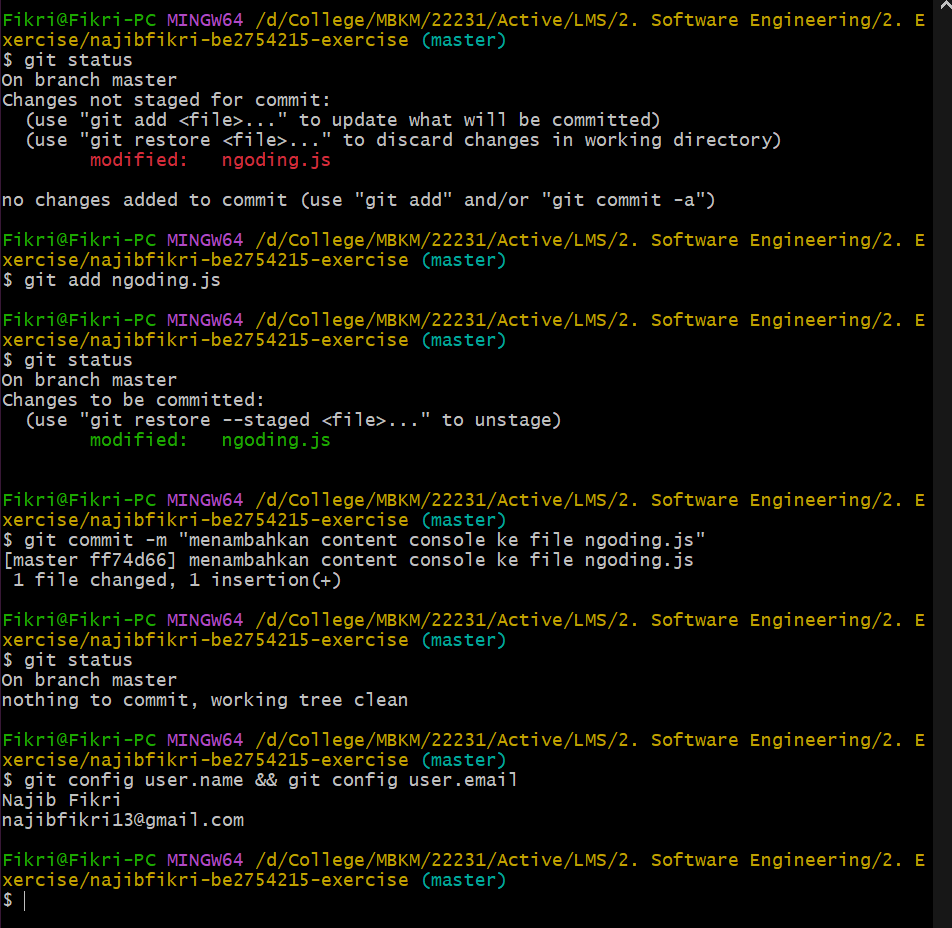 Fikri@Fikri-PC MINGW64 /d/College/MBKM/22231/Active/LMS/2. Software Engineering/2. E
xercise/najibfikri-be2754215-exercise (master)
$ git status
On branch master
Changes not staged for commit:
  (use "git add <file>..." to update what will be committed)
  (use "git restore <file>..." to discard changes in working directory)
        modified:   ngoding.js

no changes added to commit (use "git add" and/or "git commit -a")

Fikri@Fikri-PC MINGW64 /d/College/MBKM/22231/Active/LMS/2. Software Engineering/2. E
xercise/najibfikri-be2754215-exercise (master)
$ git add ngoding.js

Fikri@Fikri-PC MINGW64 /d/College/MBKM/22231/Active/LMS/2. Software Engineering/2. E
xercise/najibfikri-be2754215-exercise (master)
$ git status
On branch master
Changes to be committed:
  (use "git restore --staged <file>..." to unstage)
        modified:   ngoding.js


Fikri@Fikri-PC MINGW64 /d/College/MBKM/22231/Active/LMS/2. Software Engineering/2. E
xercise/najibfikri-be2754215-exercise (master)
$ git commit -m "menambahkan content console ke file ngoding.js"
[master ff74d66] menambahkan content console ke file ngoding.js
 1 file changed, 1 insertion(+)

Fikri@Fikri-PC MINGW64 /d/College/MBKM/22231/Active/LMS/2. Software Engineering/2. E
xercise/najibfikri-be2754215-exercise (master)
$ git status
On branch master
nothing to commit, working tree clean

Fikri@Fikri-PC MINGW64 /d/College/MBKM/22231/Active/LMS/2. Software Engineering/2. E
xercise/najibfikri-be2754215-exercise (master)
$ git config user.name && git config user.email
Najib Fikri
najibfikri13@gmail.com

Fikri@Fikri-PC MINGW64 /d/College/MBKM/22231/Active/LMS/2. Software Engineering/2. E
xercise/najibfikri-be2754215-exercise (master)
$